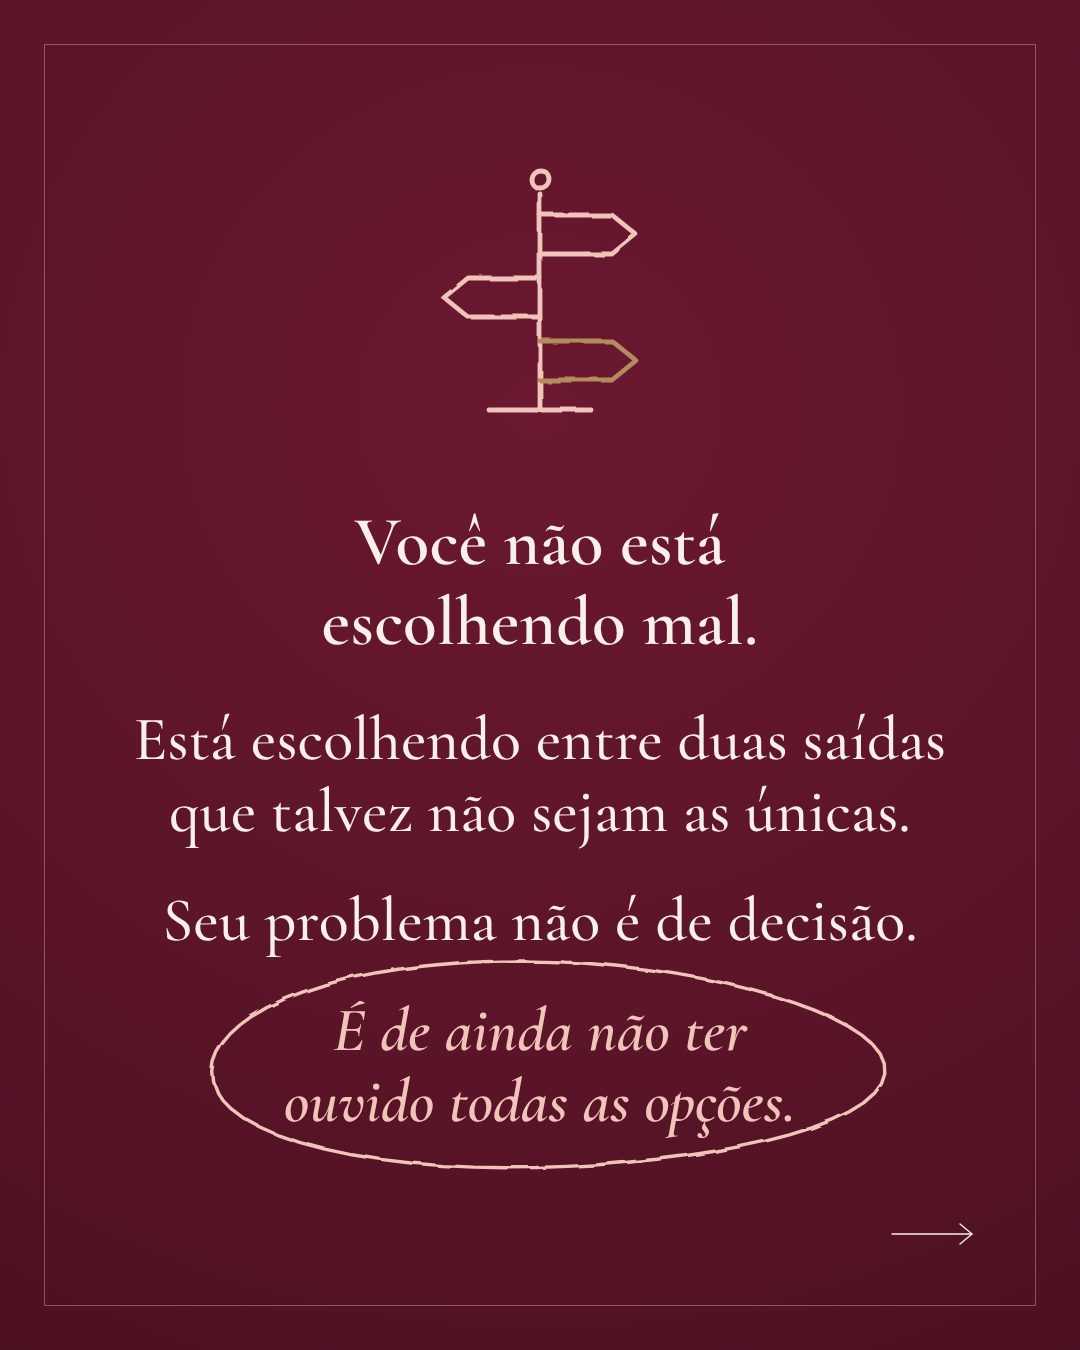 Você não está
escolhendo mal.
Está escolhendo entre duas saídas
que talvez não sejam as únicas.
Seu problema não é de decisão.
É de ainda não ter
ouvido todas as opções.